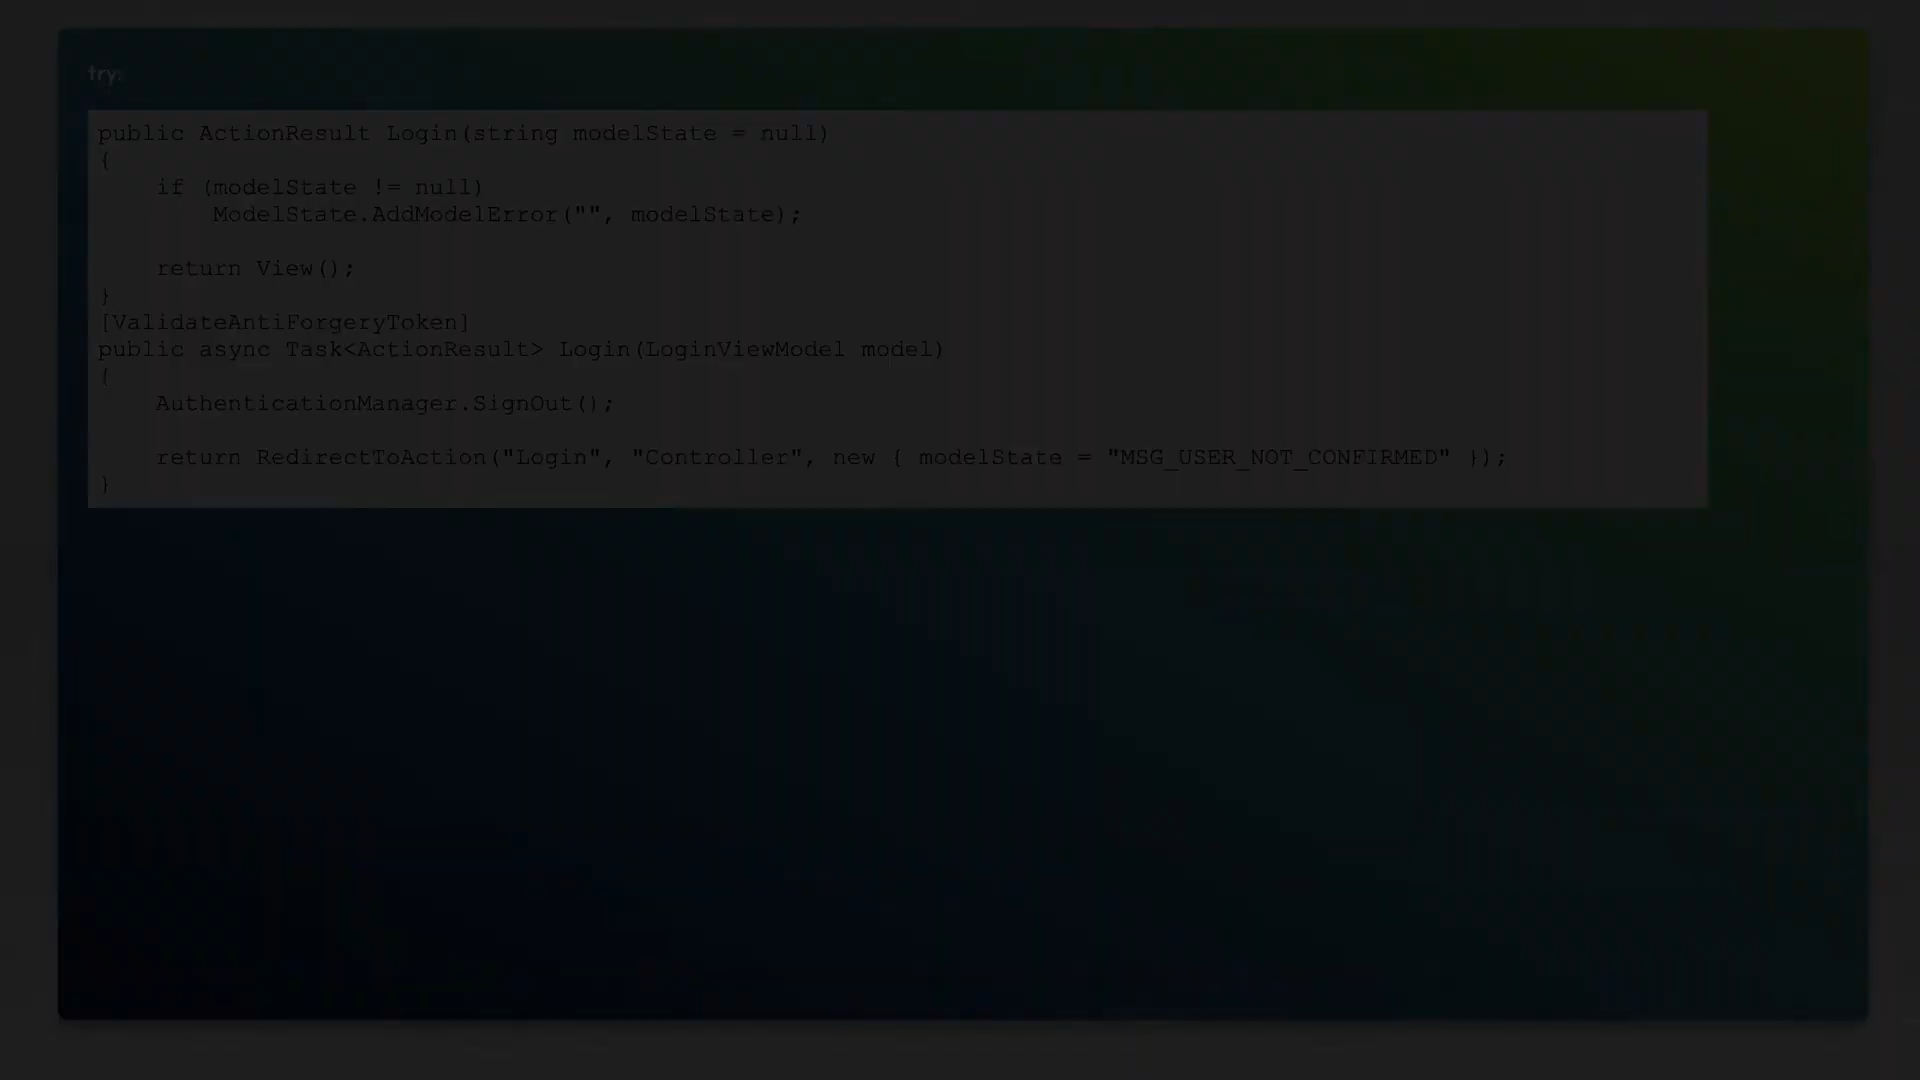 try:
public ActionResult Login(string modelState = null)
{
    if (modelState != null)
        ModelState.AddModelError("", modelState);
    return View();
}
[ValidateAntiForgeryToken]
public async Task<ActionResult> Login(LoginViewModel model)
{
    AuthenticationManager.SignOut();
    return RedirectToAction("Login", "Controller", new { modelState = "MSG_USER_NOT_CONFIRMED" });
}